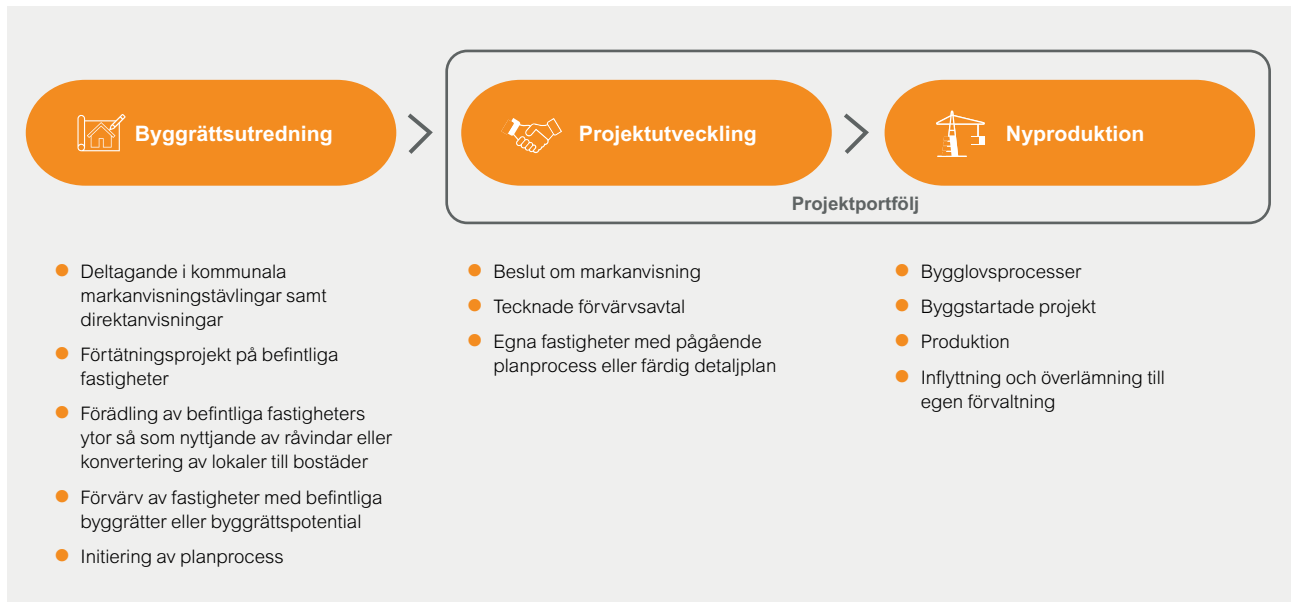 Byggrättsutredning
Projektutveckling
Nyproduktion
Projektportfölj
Deltagande i kommunala
markanvisningstävlingar samt
direktanvisningar
Förtätningsprojekt på befintliga
fastigheter
Förädling av befintliga fastigheters
ytor så som nyttjande av råvindar eller
konvertering av lokaler till bostäder
Förvärv av fastigheter med befintliga
byggrätter eller byggrättspotential
Initiering av planprocess
Beslut om markanvisning
Tecknade förvärvsavtal
Egna fastigheter med pågående
planprocess eller färdig detaljplan
Bygglovsprocesser
Byggstartade projekt
Produktion
Inflyttning och överlämning till
egen förvaltning